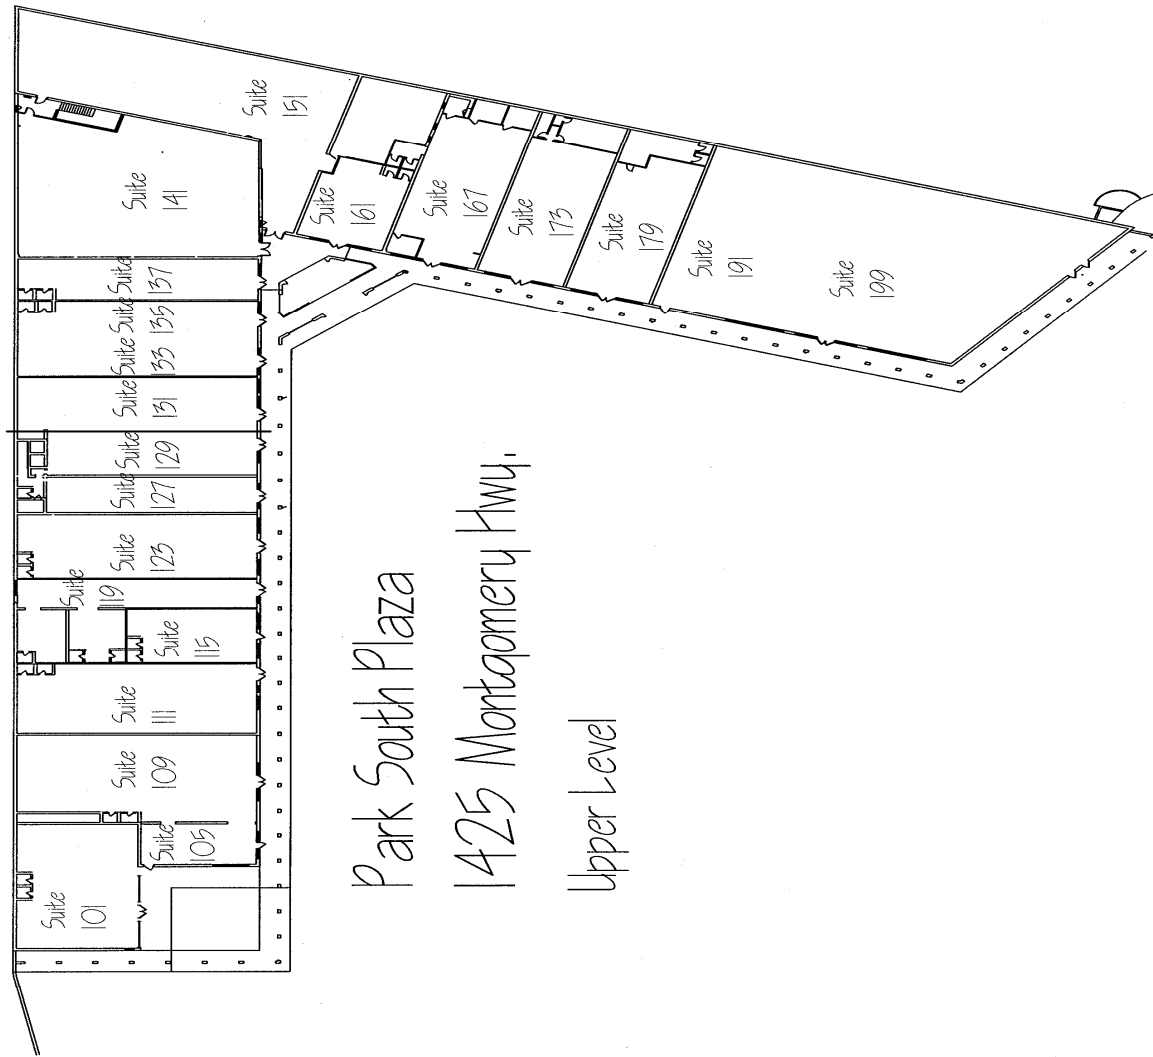 Park South Plaza
1425 Montgomery Hwy.
Upper Level
Suite
101
Suite
105
Suite
109
Suite
111
Suite
115
Suite
119
Suite
123
Suite
127
Suite
129
Suite
131
Suite
133
Suite
135
Suite
137
Suite
141
Suite
151
Suite
161
Suite
167
Suite
173
Suite
179
Suite
191
Suite
199